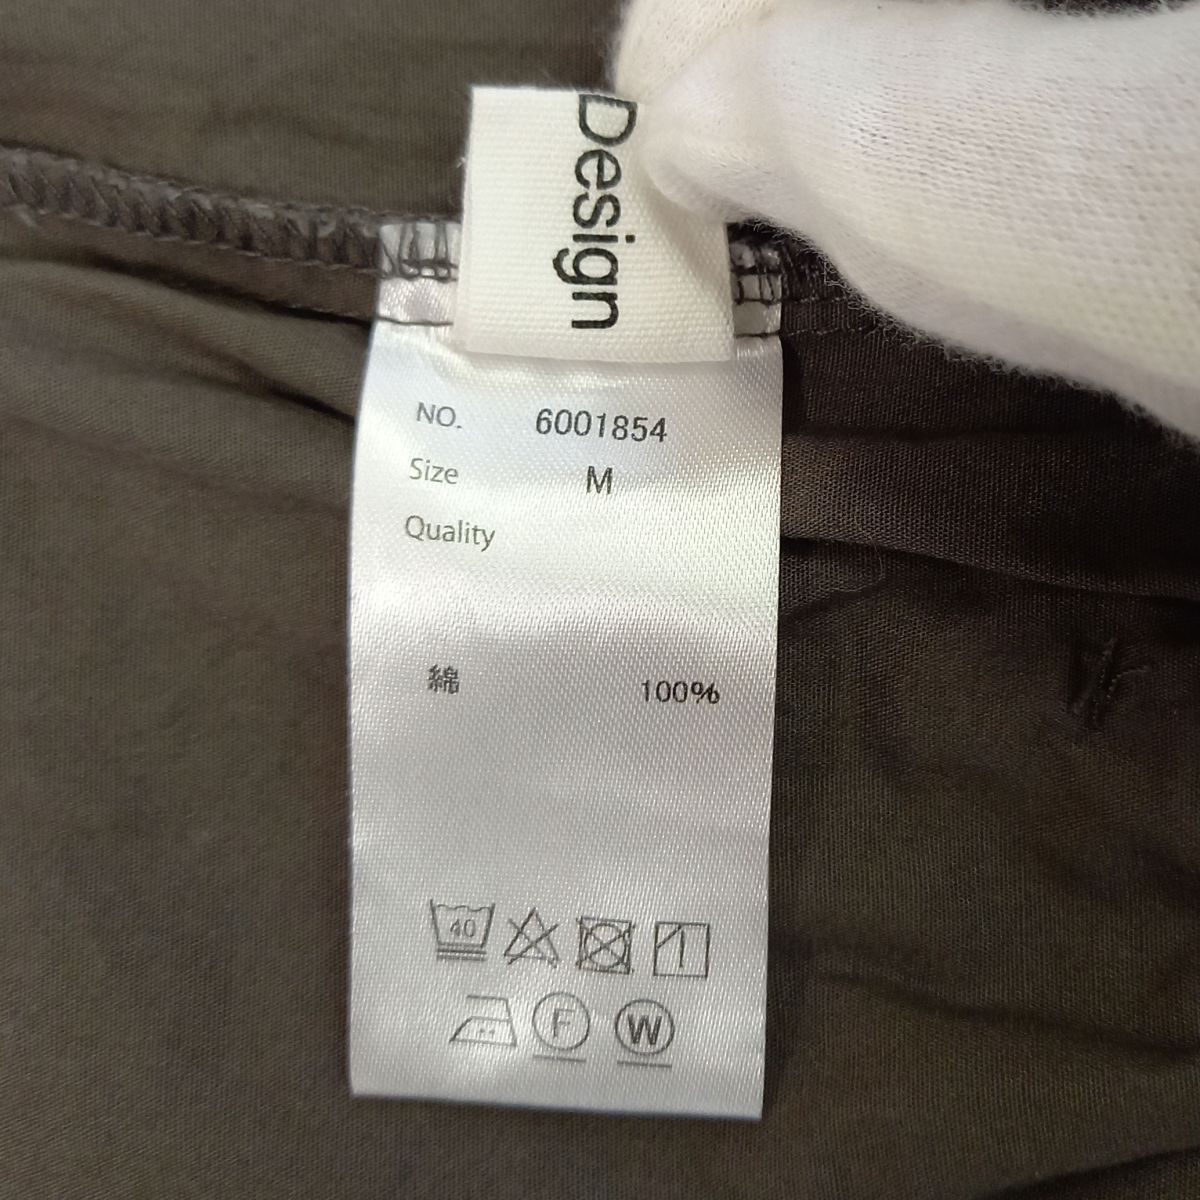 Design
NO. 6001854
Size M
Quality
綿 100%
40
F W